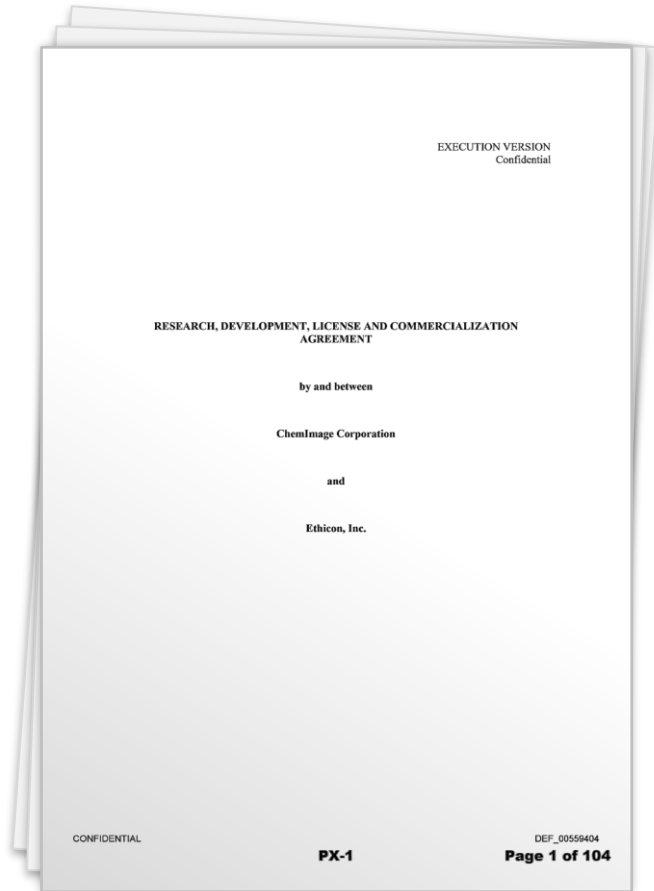 EXECUTION VERSION
Confidential
RESEARCH, DEVELOPMENT, LICENSE AND COMMERCIALIZATION
AGREEMENT
by and between
ChemImage Corporation
and
Ethicon, Inc.
CONFIDENTIAL
DEF_00559404
PX-1
Page 1 of 104